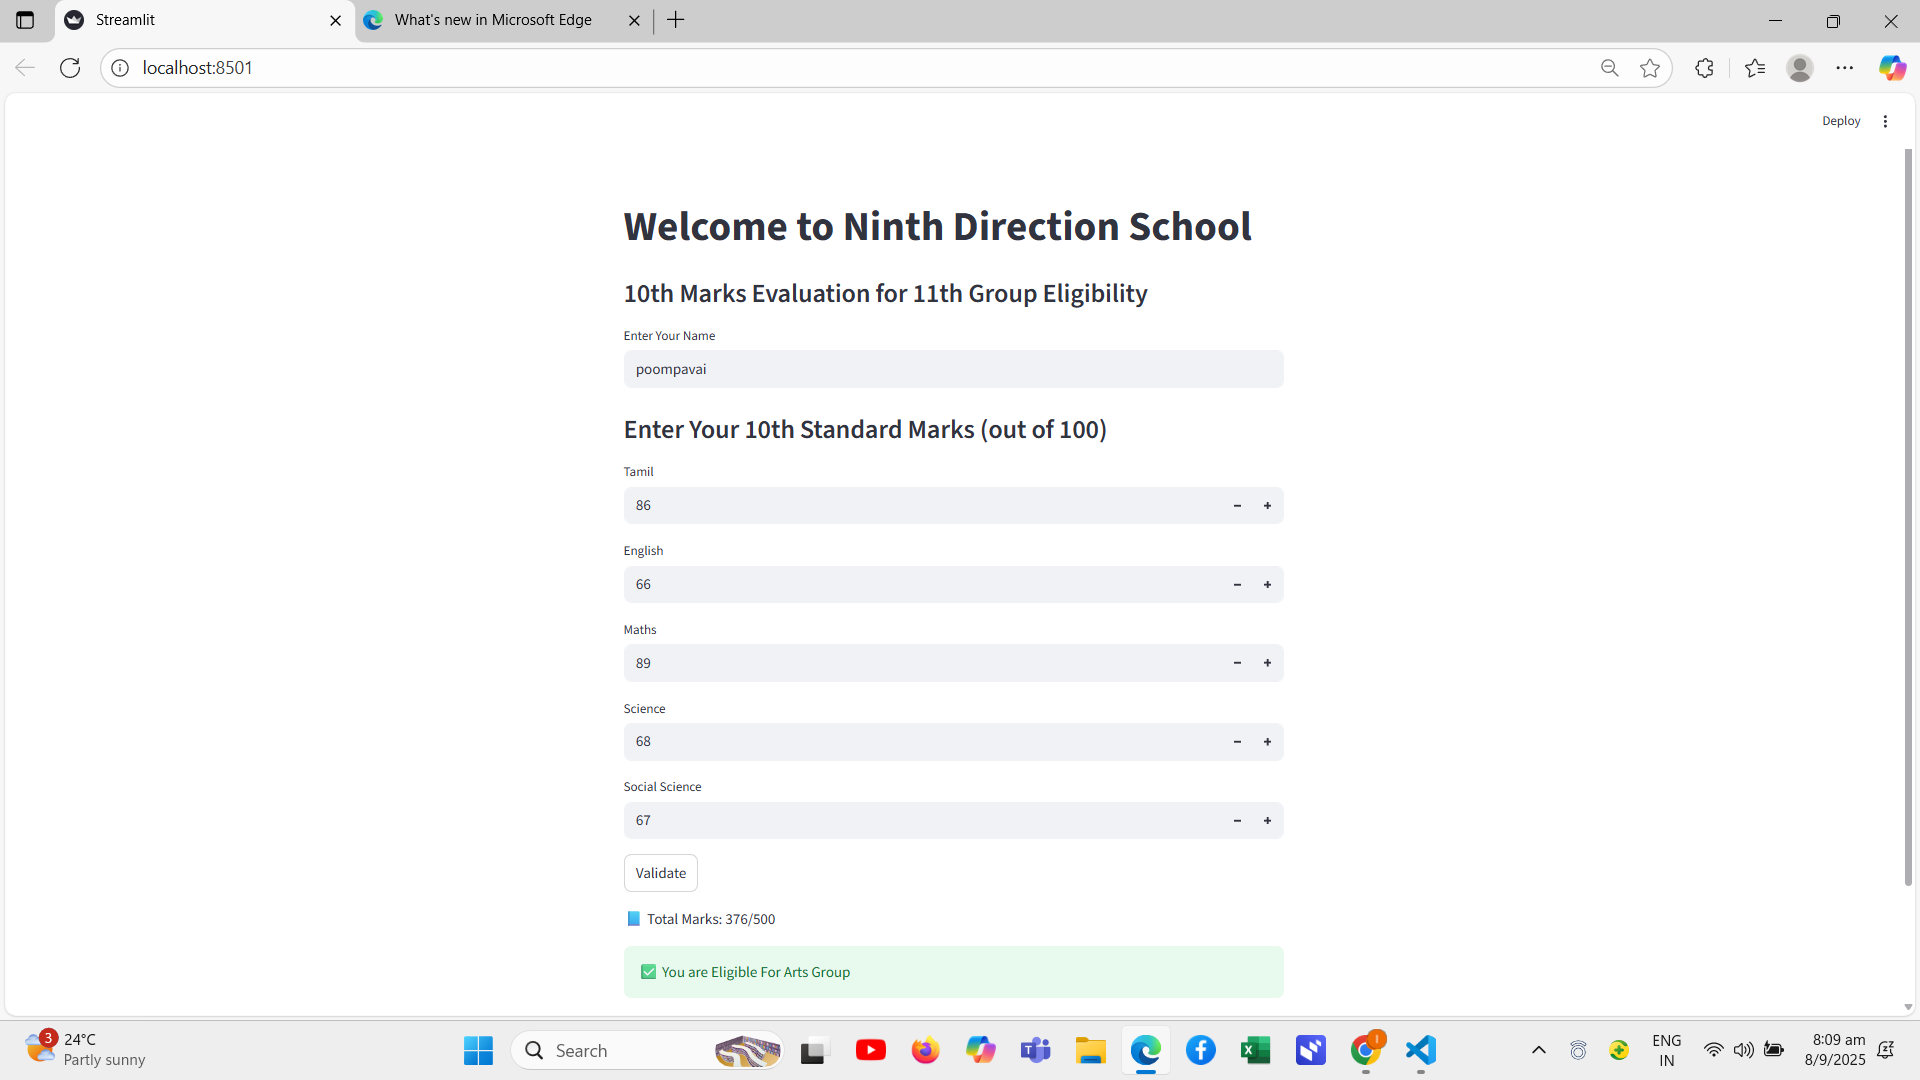 Streamlit
What's new in Microsoft Edge
localhost:8501
Deploy
Welcome to Ninth Direction School
10th Marks Evaluation for 11th Group Eligibility
Enter Your Name
poompavai
Enter Your 10th Standard Marks (out of 100)
Tamil
86
English
66
Maths
89
Science
68
Social Science
67
Validate
Total Marks: 376/500
You are Eligible For Arts Group
3
24°C
Partly sunny
Search
ENG
IN
8:09 am
8/9/2025